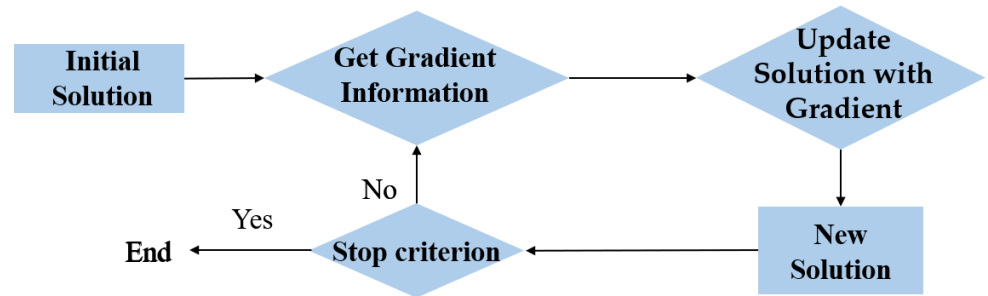 Initial
Solution
Get Gradient
Information
Update
Solution with
Gradient
No
Yes
End
Stop criterion
New
Solution